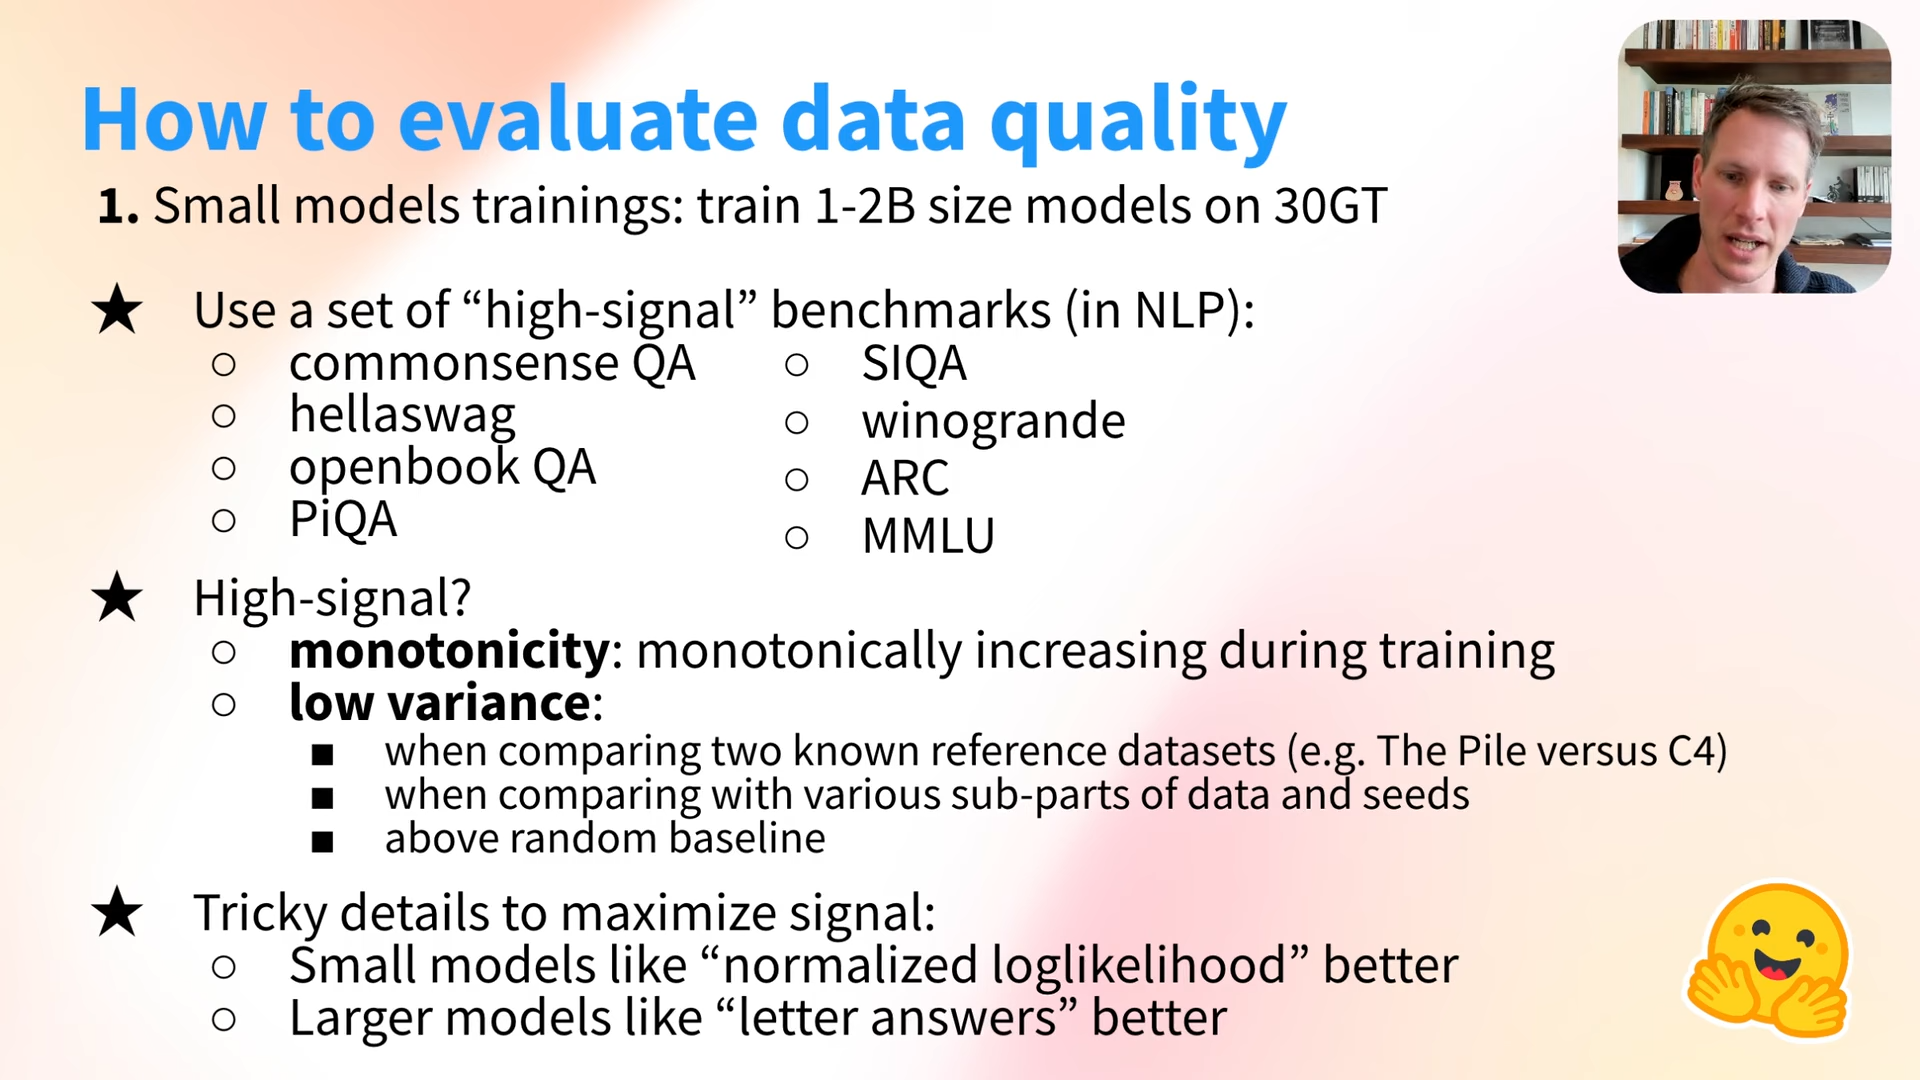 How to evaluate data quality
1. Small models trainings: train 1-2B size models on 30GT
★ Use a set of “high-signal” benchmarks (in NLP):
○ commonsense QA
○ hellaswag
○ openbook QA
○ PiQA
○ SIQA
○ winogrande
○ ARC
○ MMLU
★ High-signal?
○ monotonicity: monotonically increasing during training
○ low variance:
■ when comparing two known reference datasets (e.g. The Pile versus C4)
■ when comparing with various sub-parts of data and seeds
■ above random baseline
★ Tricky details to maximize signal:
○ Small models like “normalized loglikelihood” better
○ Larger models like “letter answers” better